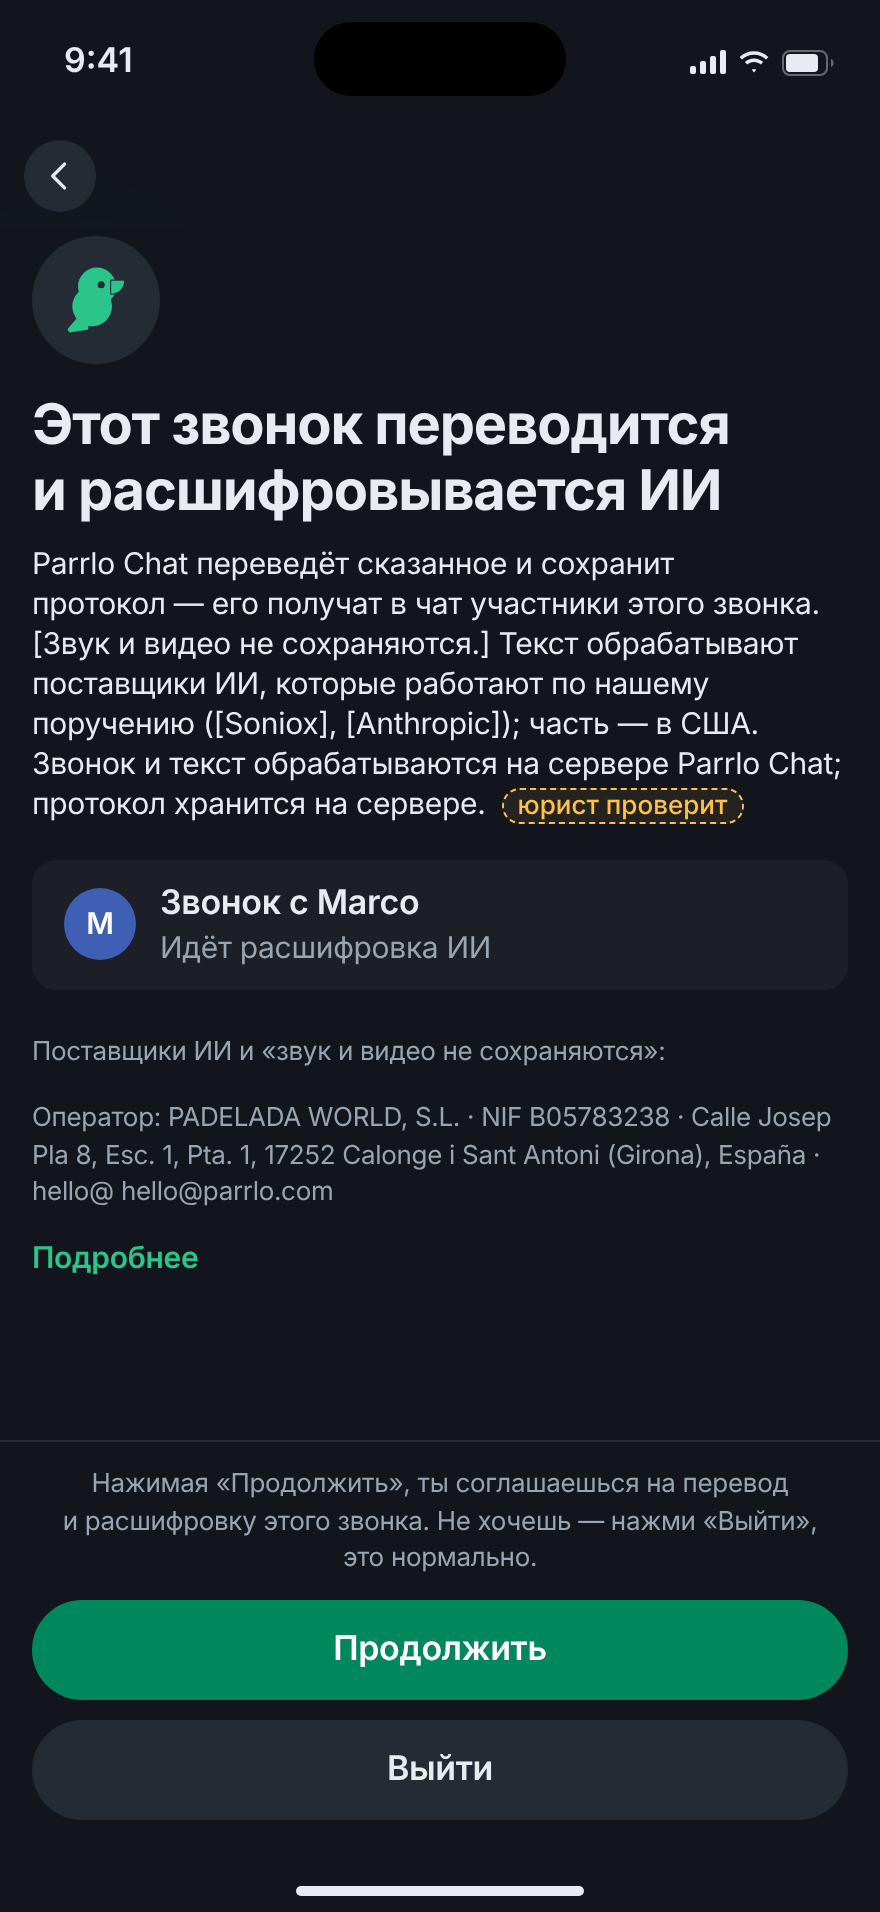 9:41
Этот звонок переводится
и расшифровывается ИИ
Parrlo Chat переведёт сказанное и сохранит
протокол — его получат в чат участники этого звонка.
[Звук и видео не сохраняются.] Текст обрабатывают
поставщики ИИ, которые работают по нашему
поручению ([Soniox], [Anthropic]); часть — в США.
Звонок и текст обрабатываются на сервере Parrlo Chat;
протокол хранится на сервере. юрист проверит
M
Звонок с Marco
Идёт расшифровка ИИ
Поставщики ИИ и «звук и видео не сохраняются»:
Оператор: PADELADA WORLD, S.L. · NIF B05783238 · Calle Josep
Pla 8, Esc. 1, Pta. 1, 17252 Calonge i Sant Antoni (Girona), España ·
hello@ hello@parrlo.com
Подробнее
Нажимая «Продолжить», ты соглашаешься на перевод
и расшифровку этого звонка. Не хочешь — нажми «Выйти»,
это нормально.
Продолжить
Выйти